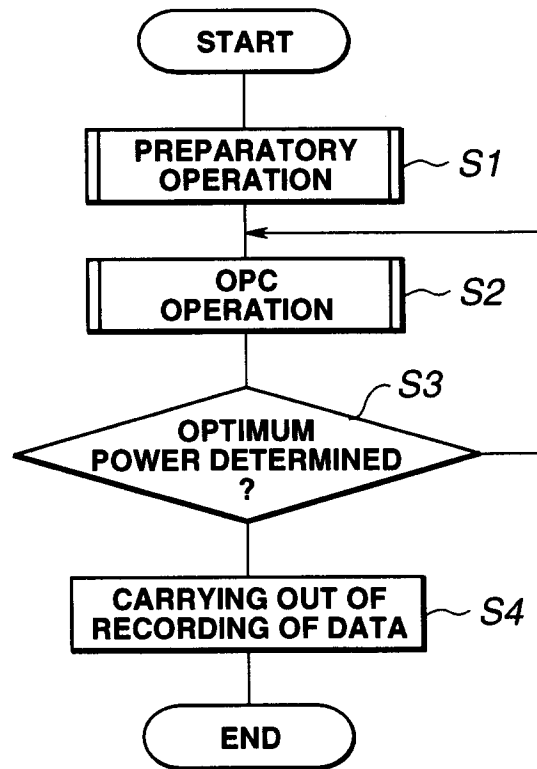 START
PREPARATORY
OPERATION
S1
OPC
OPERATION
S2
S3
OPTIMUM
POWER DETERMINED
?
CARRYING OUT OF
RECORDING OF DATA
S4
END